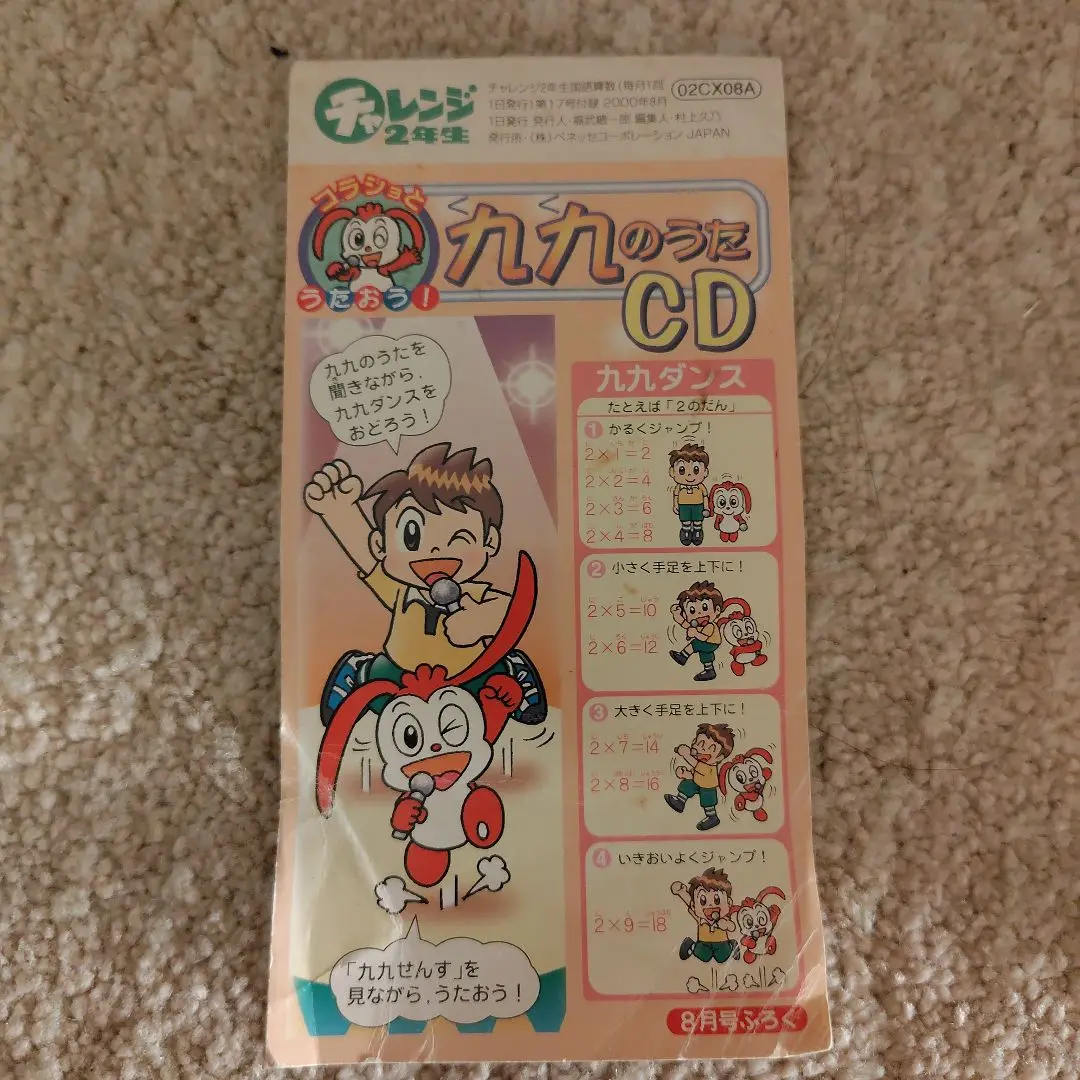 チャレンジ
2年生
チャレンジ2年生国語算数(毎月1回
1日発行)第17号付録 2000年8月
1日発行 発行人・ 編集人・村上久乃
発行所・(株)ベネッセコーポレーション JAPAN
02CX08A
コラショと
うたおう!
九九のうた
CD
九九のうたを
聞きながら,
九九ダンスを
おどろう!
九九ダンス
たとえば「2のだん」
1 かるくジャンプ!
2×1=2
2×2=4
2×3=6
2×4=8
2 小さく手足を上下に!
2×5=10
2×6=12
3 大きく手足を上下に!
2×7=14
2×8=16
4 いきおいよくジャンプ!
2×9=18
「九九せんす」を
見ながら,うたおう!
8月号ふろく